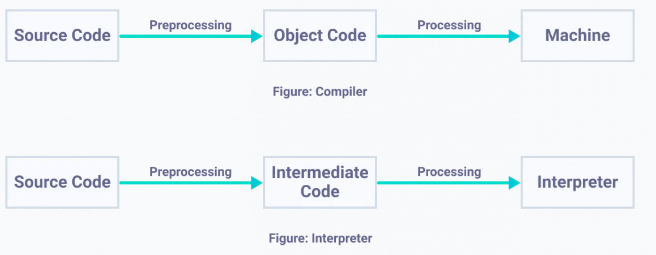 Preprocessing
Processing
Source Code
Object Code
Machine
Figure: Compiler
Preprocessing
Processing
Source Code
Intermediate
Code
Interpreter
Figure: Interpreter